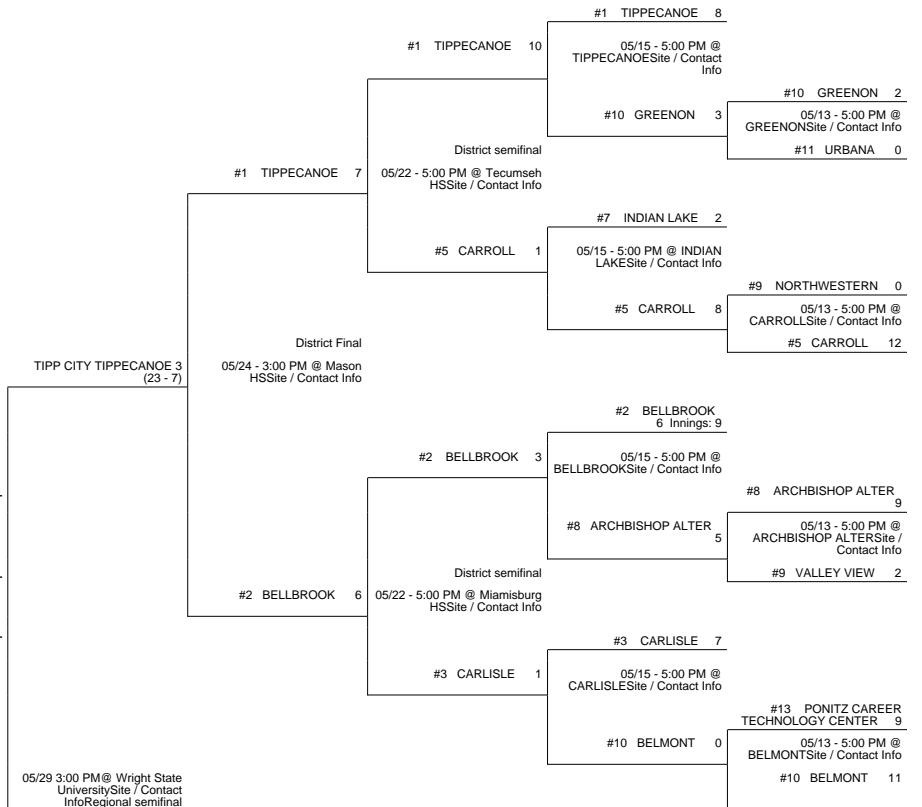 #1 TIPPECANOE 8
#1 TIPPECANOE 10
05/15 - 5:00 PM @
TIPPECANOESite / Contact
Info
#10 GREENON 2
#10 GREENON 3
05/13 - 5:00 PM @
GREENONSite / Contact Info
#11 URBANA 0
District semifinal
#1 TIPPECANOE 7
05/22 - 5:00 PM @ Tecumseh
HSSite / Contact Info
#7 INDIAN LAKE 2
#5 CARROLL 1
05/15 - 5:00 PM @ INDIAN
LAKESite / Contact Info
#9 NORTHWESTERN 0
#5 CARROLL 8
05/13 - 5:00 PM @
CARROLLSite / Contact Info
#5 CARROLL 12
District Final
TIPP CITY TIPPECANOE 3
(23 - 7)
05/24 - 3:00 PM @ Mason
HSSite / Contact Info
#2 BELLBROOK
6 Innings: 9
#2 BELLBROOK 3
05/15 - 5:00 PM @
BELLBROOKSite / Contact Info
#8 ARCHBISHOP ALTER
9
#8 ARCHBISHOP ALTER
5
05/13 - 5:00 PM @
ARCHBISHOP ALTERSite /
Contact Info
#9 VALLEY VIEW 2
District semifinal
#2 BELLBROOK 6
05/22 - 5:00 PM @ Miamisburg
HSSite / Contact Info
#3 CARLISLE 7
#3 CARLISLE 1
05/15 - 5:00 PM @
CARLISLESite / Contact Info
#13 PONITZ CAREER
TECHNOLOGY CENTER 9
#10 BELMONT 0
05/13 - 5:00 PM @
BELMONTSite / Contact Info
#10 BELMONT 11
05/29 3:00 PM@ Wright State
UniversitySite / Contact
InfoRegional semifinal